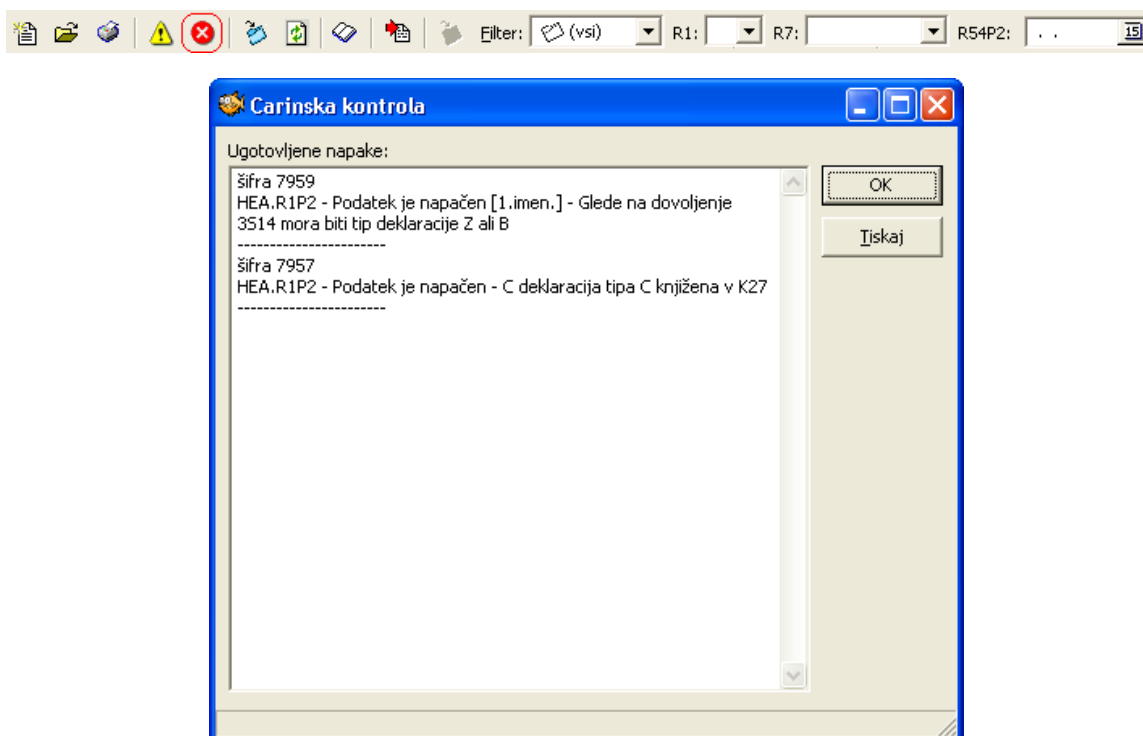 Filter: (vsi) R1: R7: R54P2: . . 15
Carinska kontrola
Ugotovljene napake:
šifra 7959
HEA.R1P2 - Podatek je napačen [1.imen.] - Glede na dovoljenje
3S14 mora biti tip deklaracije Z ali B
-----------------------
šifra 7957
HEA.R1P2 - Podatek je napačen - C deklaracija tipa C knjižena v K27
-----------------------
OK
Tiskaj